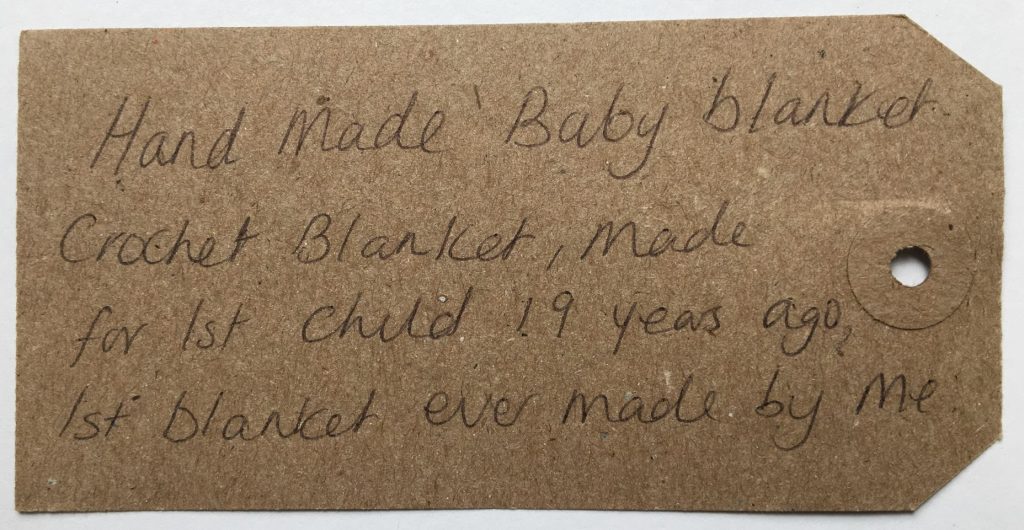 Hand Made Baby blanket.
Crochet Blanket, Made
for 1st child 19 years ago,
1st blanket ever made by Me